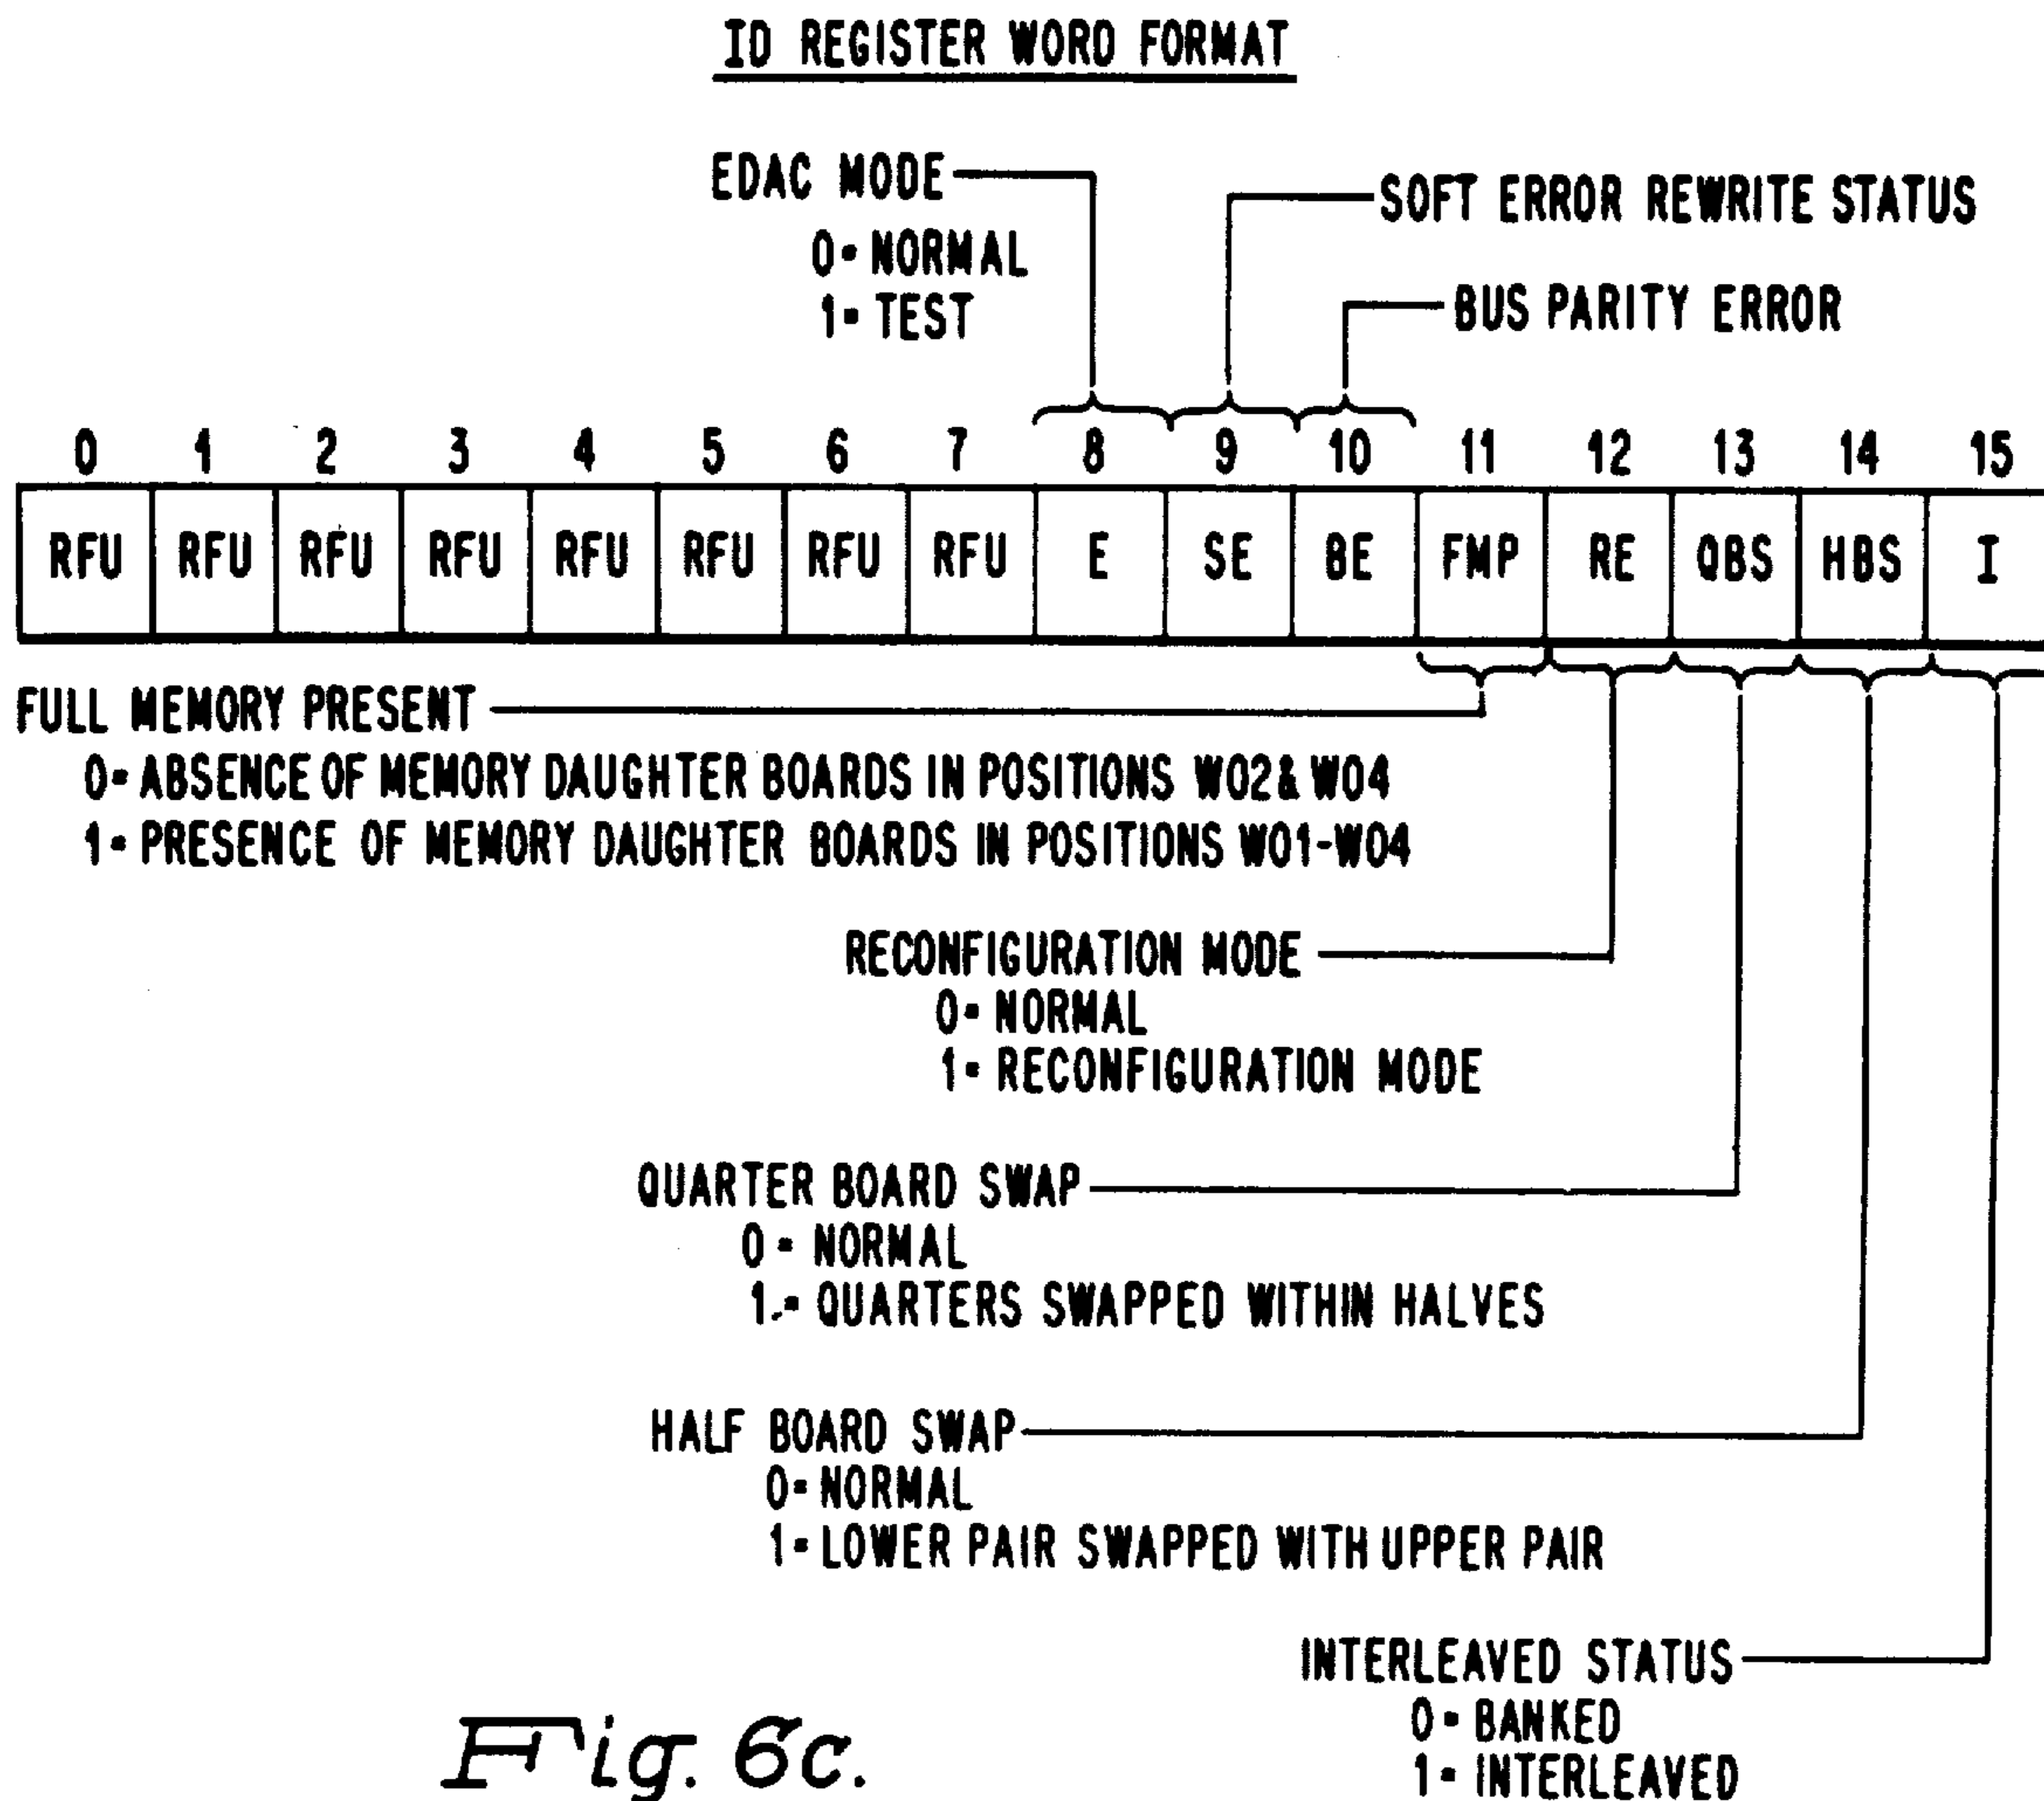 ID REGISTER WORD FORMAT
EDAC MODE
0= NORMAL
1= TEST
SOFT ERROR REWRITE STATUS
BUS PARITY ERROR
0 1 2 3 4 5 6 7 8 9 10 11 12 13 14 15
RFU RFU RFU RFU RFU RFU RFU RFU E SE BE FMP RE QBS HBS I
FULL MEMORY PRESENT
0= ABSENCE OF MEMORY DAUGHTER BOARDS IN POSITIONS W02 & W04
1= PRESENCE OF MEMORY DAUGHTER BOARDS IN POSITIONS W01-W04
RECONFIGURATION MODE
0= NORMAL
1= RECONFIGURATION MODE
QUARTER BOARD SWAP
0= NORMAL
1= QUARTERS SWAPPED WITHIN HALVES
HALF BOARD SWAP
0= NORMAL
1= LOWER PAIR SWAPPED WITH UPPER PAIR
INTERLEAVED STATUS
0= BANKED
1= INTERLEAVED
Fig. 6c.